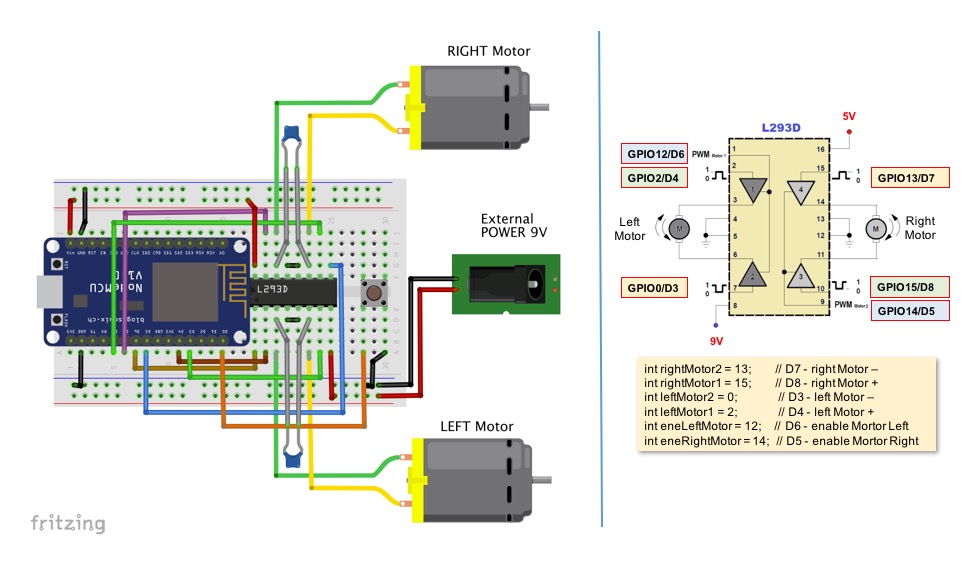 RIGHT Motor
External
POWER 9V
L293D
LEFT Motor
fritzing
L293D
5V
GPIO12/D6
PWM Motor 1
1
16
GPIO2/D4
1
0
2
15
1
0
GPIO13/D7
1
4
3
14
Left
Motor
M
4
13
M
Right
Motor
5
12
6
11
2
3
GPIO0/D3
1
0
7
10
1
0
GPIO15/D8
8
9
PWM Motor 2
GPIO14/D5
9V
int rightMotor2 = 13; // D7 - right Motor –
int rightMotor1 = 15; // D8 - right Motor +
int leftMotor2 = 0; // D3 - left Motor –
int leftMotor1 = 2; // D4 - left Motor +
int eneLeftMotor = 12; // D6 - enable Mortor Left
int eneRightMotor = 14; // D5 - enable Mortor Right